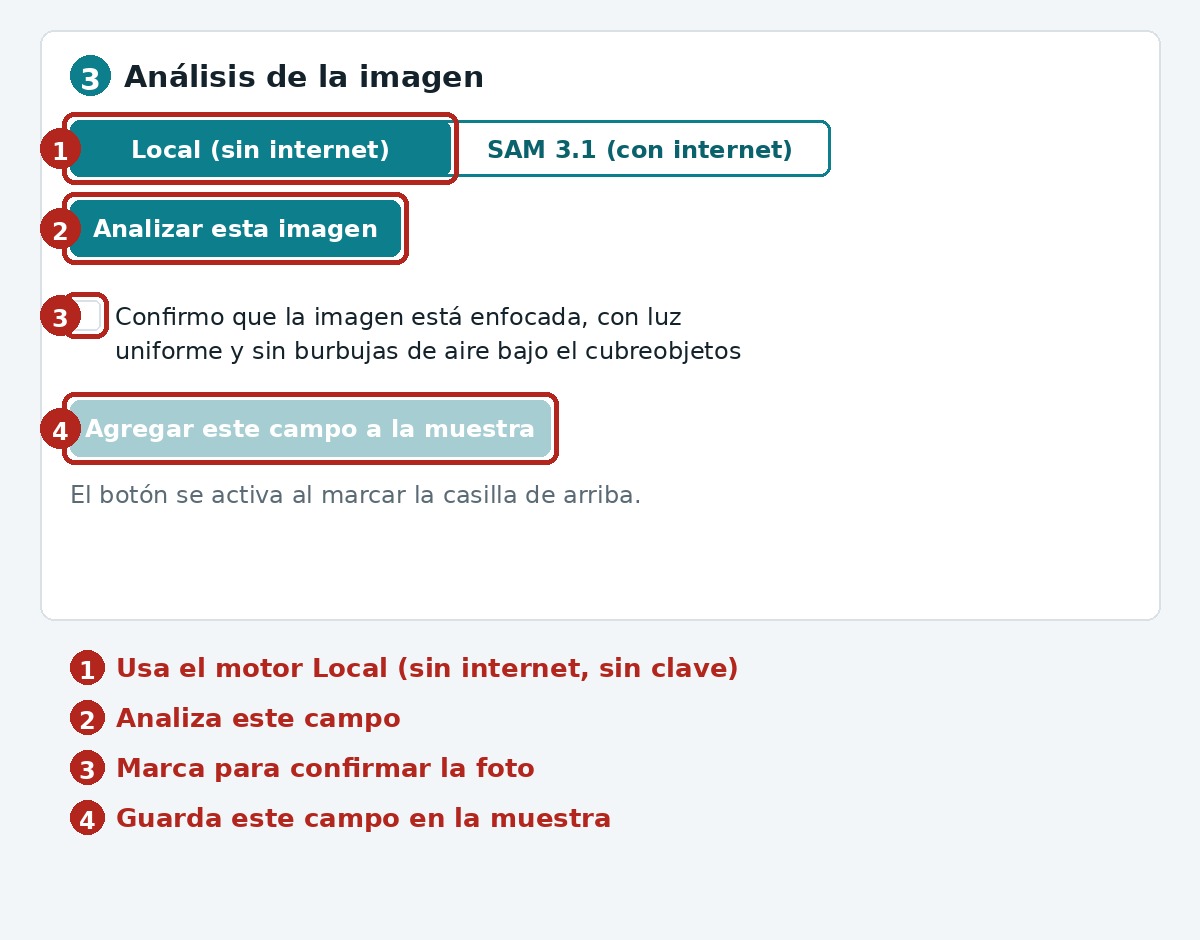 3 Análisis de la imagen
1 Local (sin internet) SAM 3.1 (con internet)
2 Analizar esta imagen
3 Confirmo que la imagen está enfocada, con luz
uniforme y sin burbujas de aire bajo el cubreobjetos
4 Agregar este campo a la muestra
El botón se activa al marcar la casilla de arriba.
1 Usa el motor Local (sin internet, sin clave)
2 Analiza este campo
3 Marca para confirmar la foto
4 Guarda este campo en la muestra